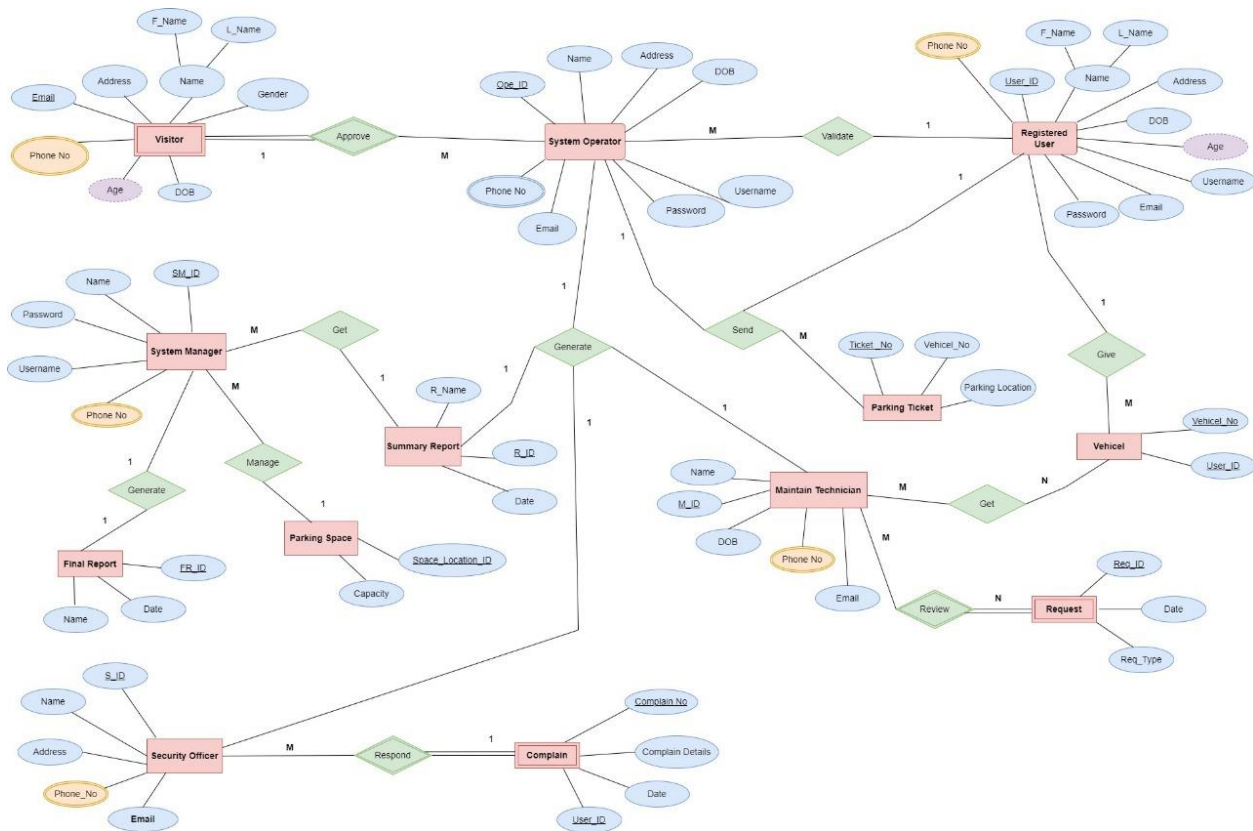 F_Name
L_Name
Address
Name
Email
Gender
Visitor
Phone No
Age
DOB
1
Approve
M
Name
Address
Ope_ID
DOB
System Operator
Phone No
Email
Password
Username
M
Validate
1
F_Name
L_Name
Phone No
User_ID
Name
Address
DOB
Registered
User
Age
Username
Email
Password
1
1
1
1
SM_ID
Name
Password
System Manager
Username
Phone No
M
Get
1
M
1
Generate
1
Send
M
Give
M
Ticket _No
Vehicel_No
Parking Location
Parking Ticket
R_Name
Summary Report
R_ID
Date
1
1
Manage
1
Generate
1
Vehicel_No
Vehicel
User_ID
Name
Maintain Technician
M_ID
DOB
Phone No
Email
M
Get
N
M
Parking Space
Space_Location_ID
Capacity
Final Report
FR_ID
Date
Name
Review
N
Req_ID
Request
Date
Req_Type
S_ID
Name
Address
Security Officer
Phone_No
Email
M
Respond
1
Complain No
Complain
Complain Details
Date
User_ID